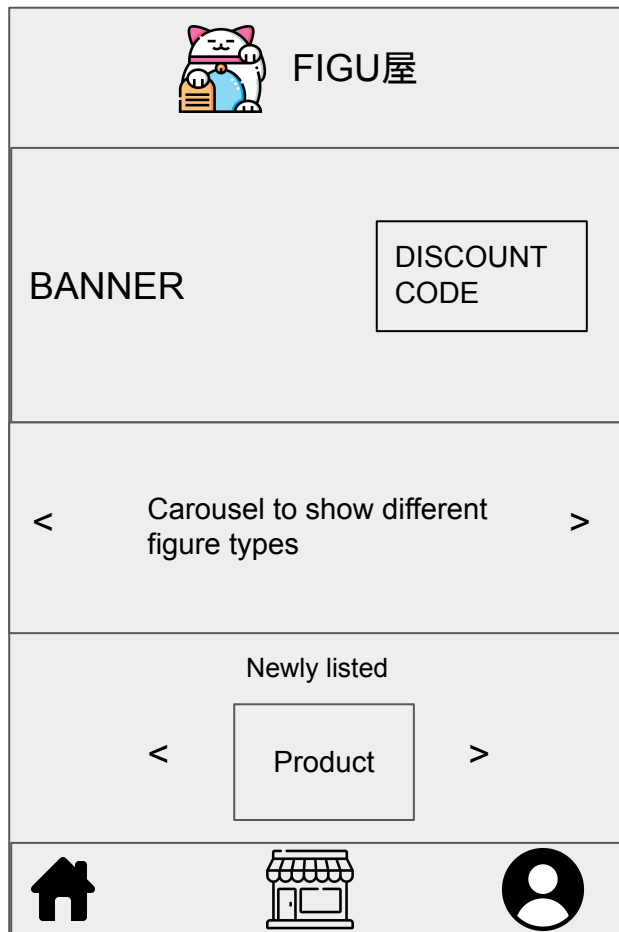 FIGU屋
BANNER
DISCOUNT
CODE
<
Carousel to show different
figure types
>
Newly listed
<
Product
>